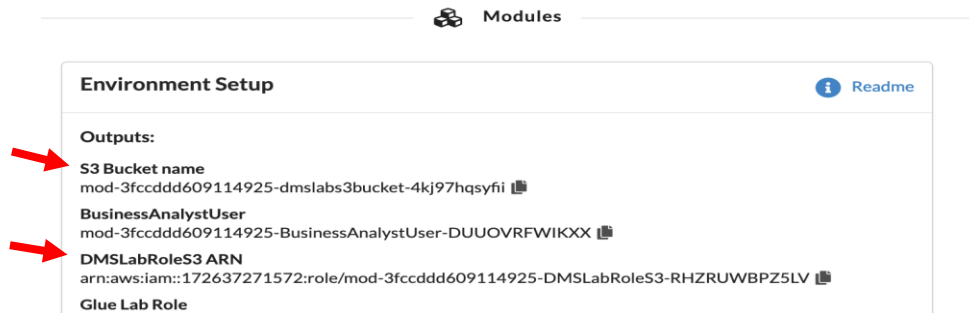 Modules
Environment Setup
Readme
Outputs:
S3 Bucket name
mod-3fccddd609114925-dmslabs3bucket-4kj97hqsyfii
BusinessAnalystUser
mod-3fccddd609114925-BusinessAnalystUser-DUUOVRFWIKXX
DMSLabRoleS3 ARN
arn:aws:iam::172637271572:role/mod-3fccddd609114925-DMSLabRoleS3-RHZRUWBPZ5LV
Glue Lab Role